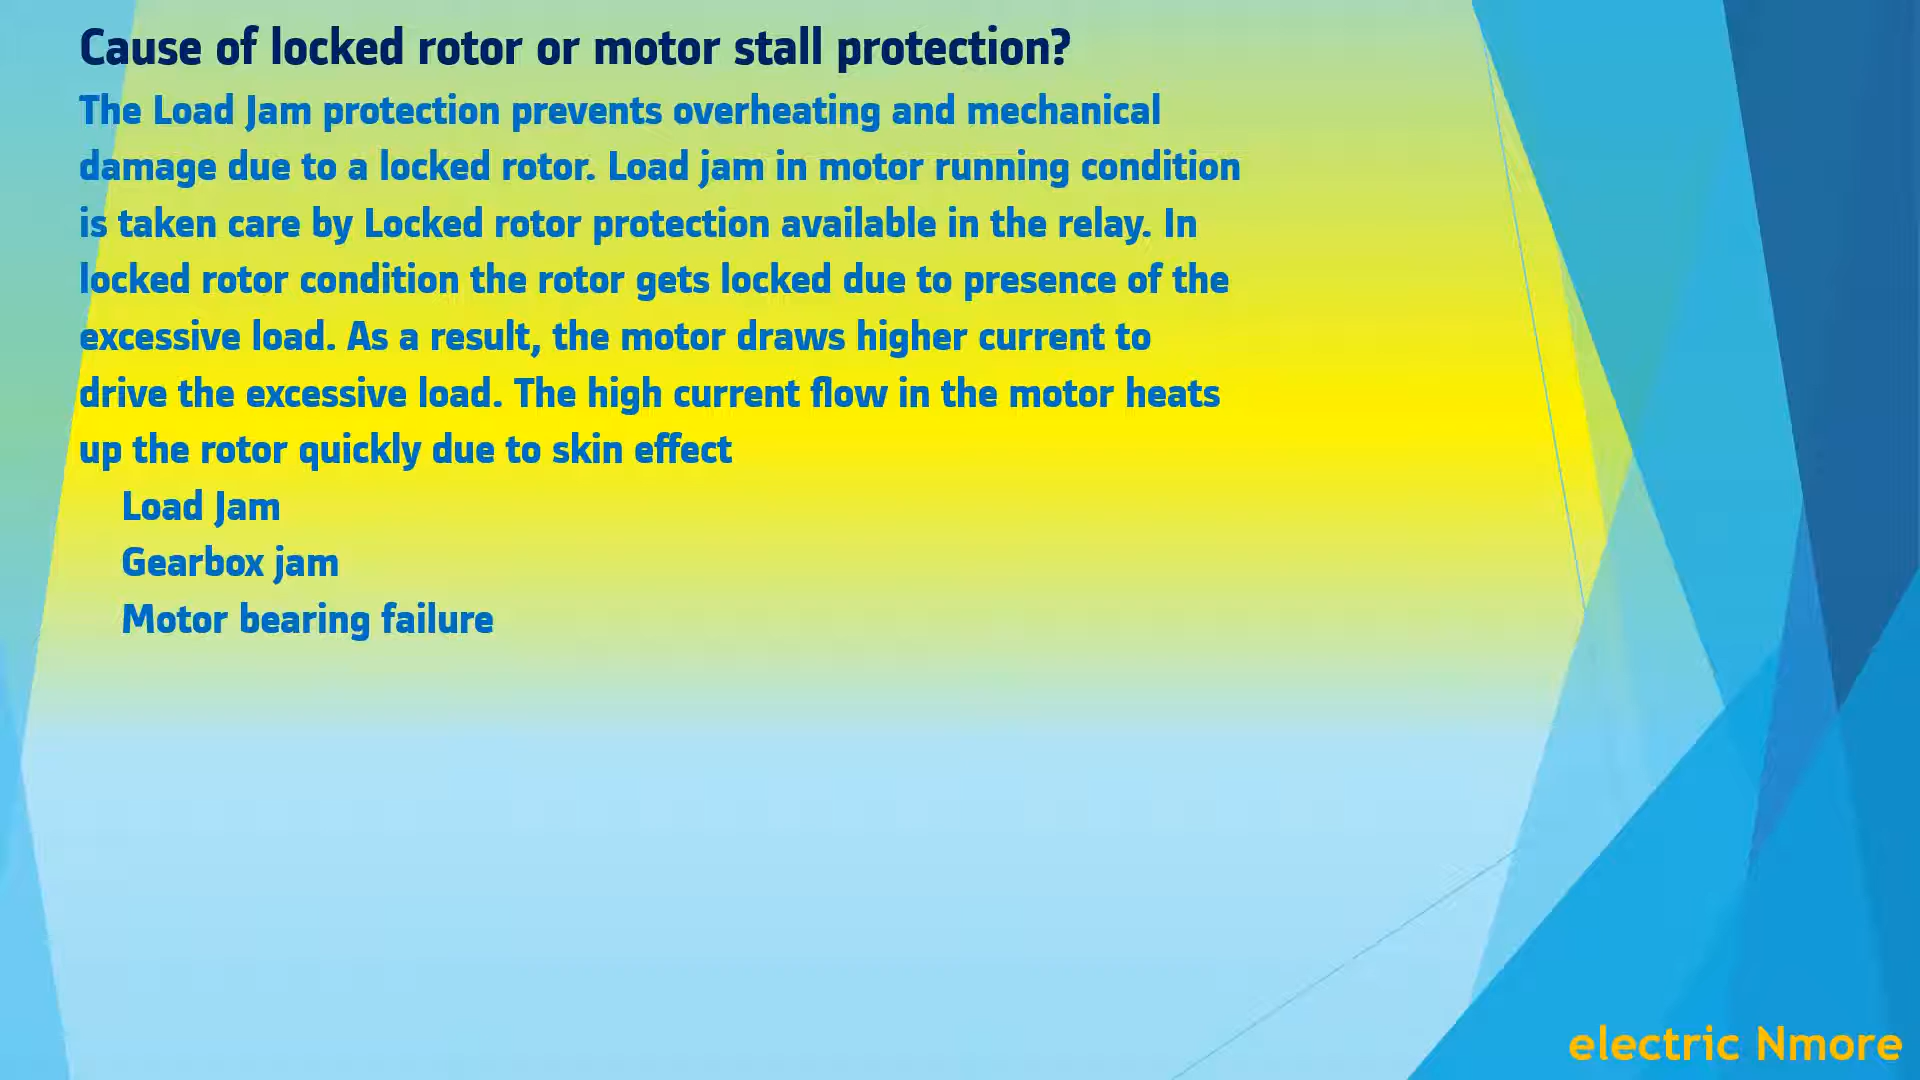 Cause of locked rotor or motor stall protection?
The Load Jam protection prevents overheating and mechanical
damage due to a locked rotor. Load jam in motor running condition
is taken care by Locked rotor protection available in the relay. In
locked rotor condition the rotor gets locked due to presence of the
excessive load. As a result, the motor draws higher current to
drive the excessive load. The high current flow in the motor heats
up the rotor quickly due to skin effect
Load Jam
Gearbox jam
Motor bearing failure
electric Nmore